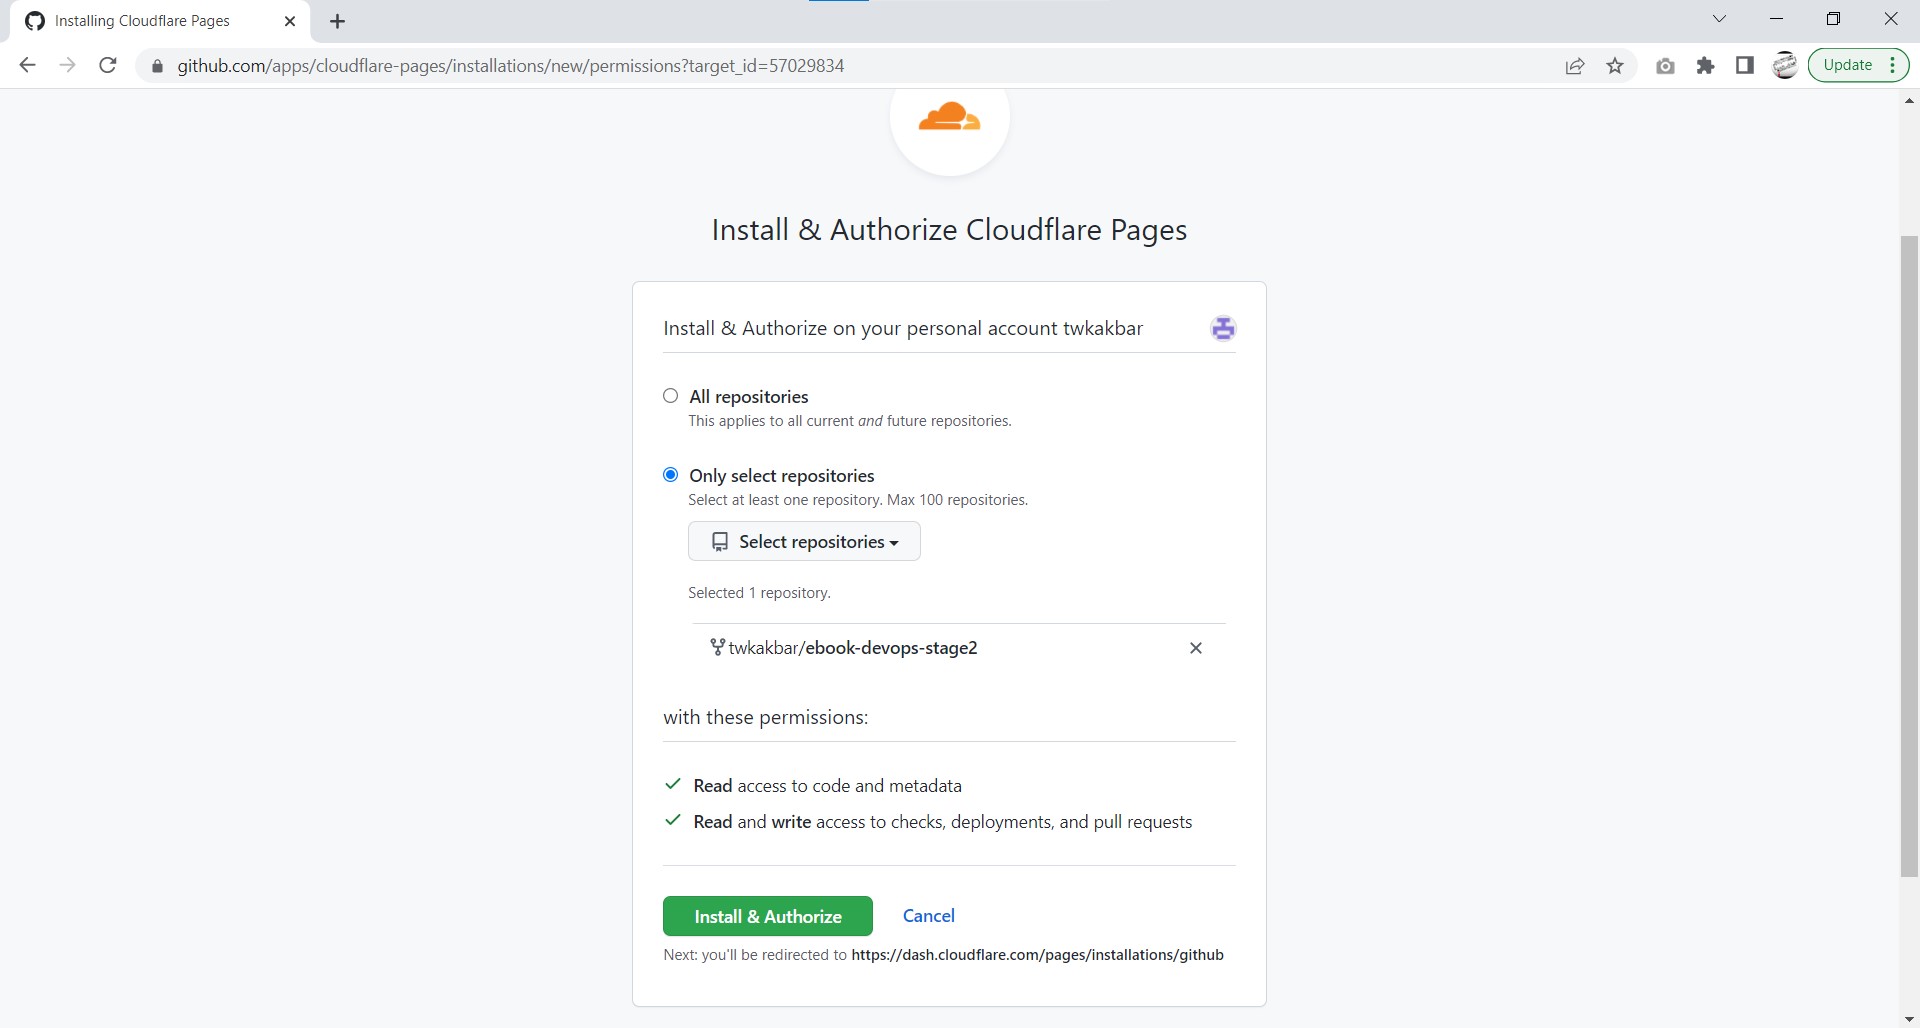 Installing Cloudflare Pages
github.com/apps/cloudflare-pages/installations/new/permissions?target_id=57029834
Update
Install & Authorize Cloudflare Pages
Install & Authorize on your personal account twkakbar
All repositories
This applies to all current and future repositories.
Only select repositories
Select at least one repository. Max 100 repositories.
Select repositories
Selected 1 repository.
twkakbar/ebook-devops-stage2
with these permissions:
Read access to code and metadata
Read and write access to checks, deployments, and pull requests
Install & Authorize Cancel
Next: you'll be redirected to https://dash.cloudflare.com/pages/installations/github